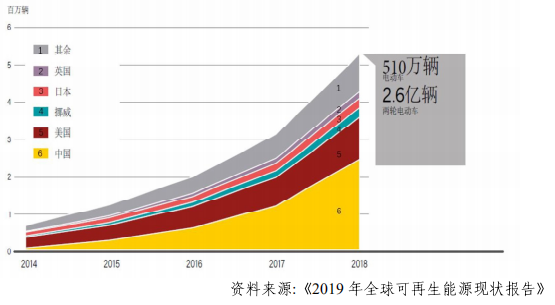 百万辆
6
5
4
3
2
1
0
1 其余
2 英国
3 日本
4 挪威
5 美国
6 中国
1
2
3
4
5
6
510万辆
电动车
2.6亿辆
两轮电动车
2014 2015 2016 2017 2018
资料来源:《2019 年全球可再生能源现状报告》